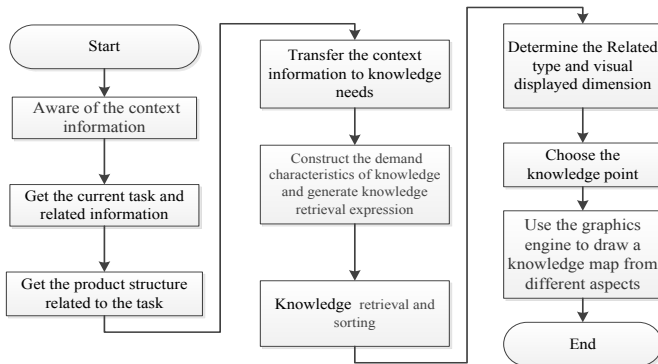 Start
Aware of the context
information
Get the current task and
related information
Get the product structure
related to the task
Transfer the context
information to knowledge
needs
Construct the demand
characteristics of knowledge
and generate knowledge
retrieval expression
Knowledge retrieval and
sorting
Determine the Related
type and visual
displayed dimension
Choose the
knowledge point
Use the graphics
engine to draw a
knowledge map from
different aspects
End